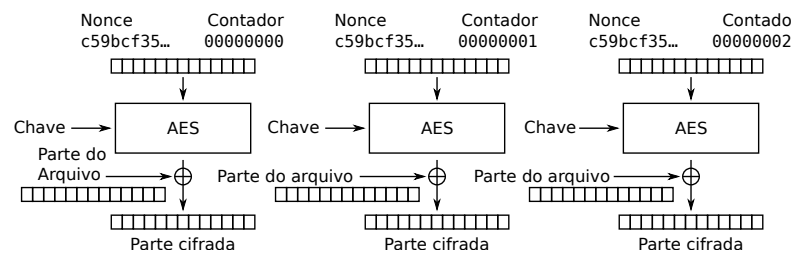 Nonce Contador Nonce Contador Nonce Contado
c59bcf35… 00000000 c59bcf35… 00000001 c59bcf35… 00000002
Chave AES Chave AES Chave AES
Parte do
Arquivo Parte do arquivo Parte do arquivo
Parte cifrada Parte cifrada Parte cifrada